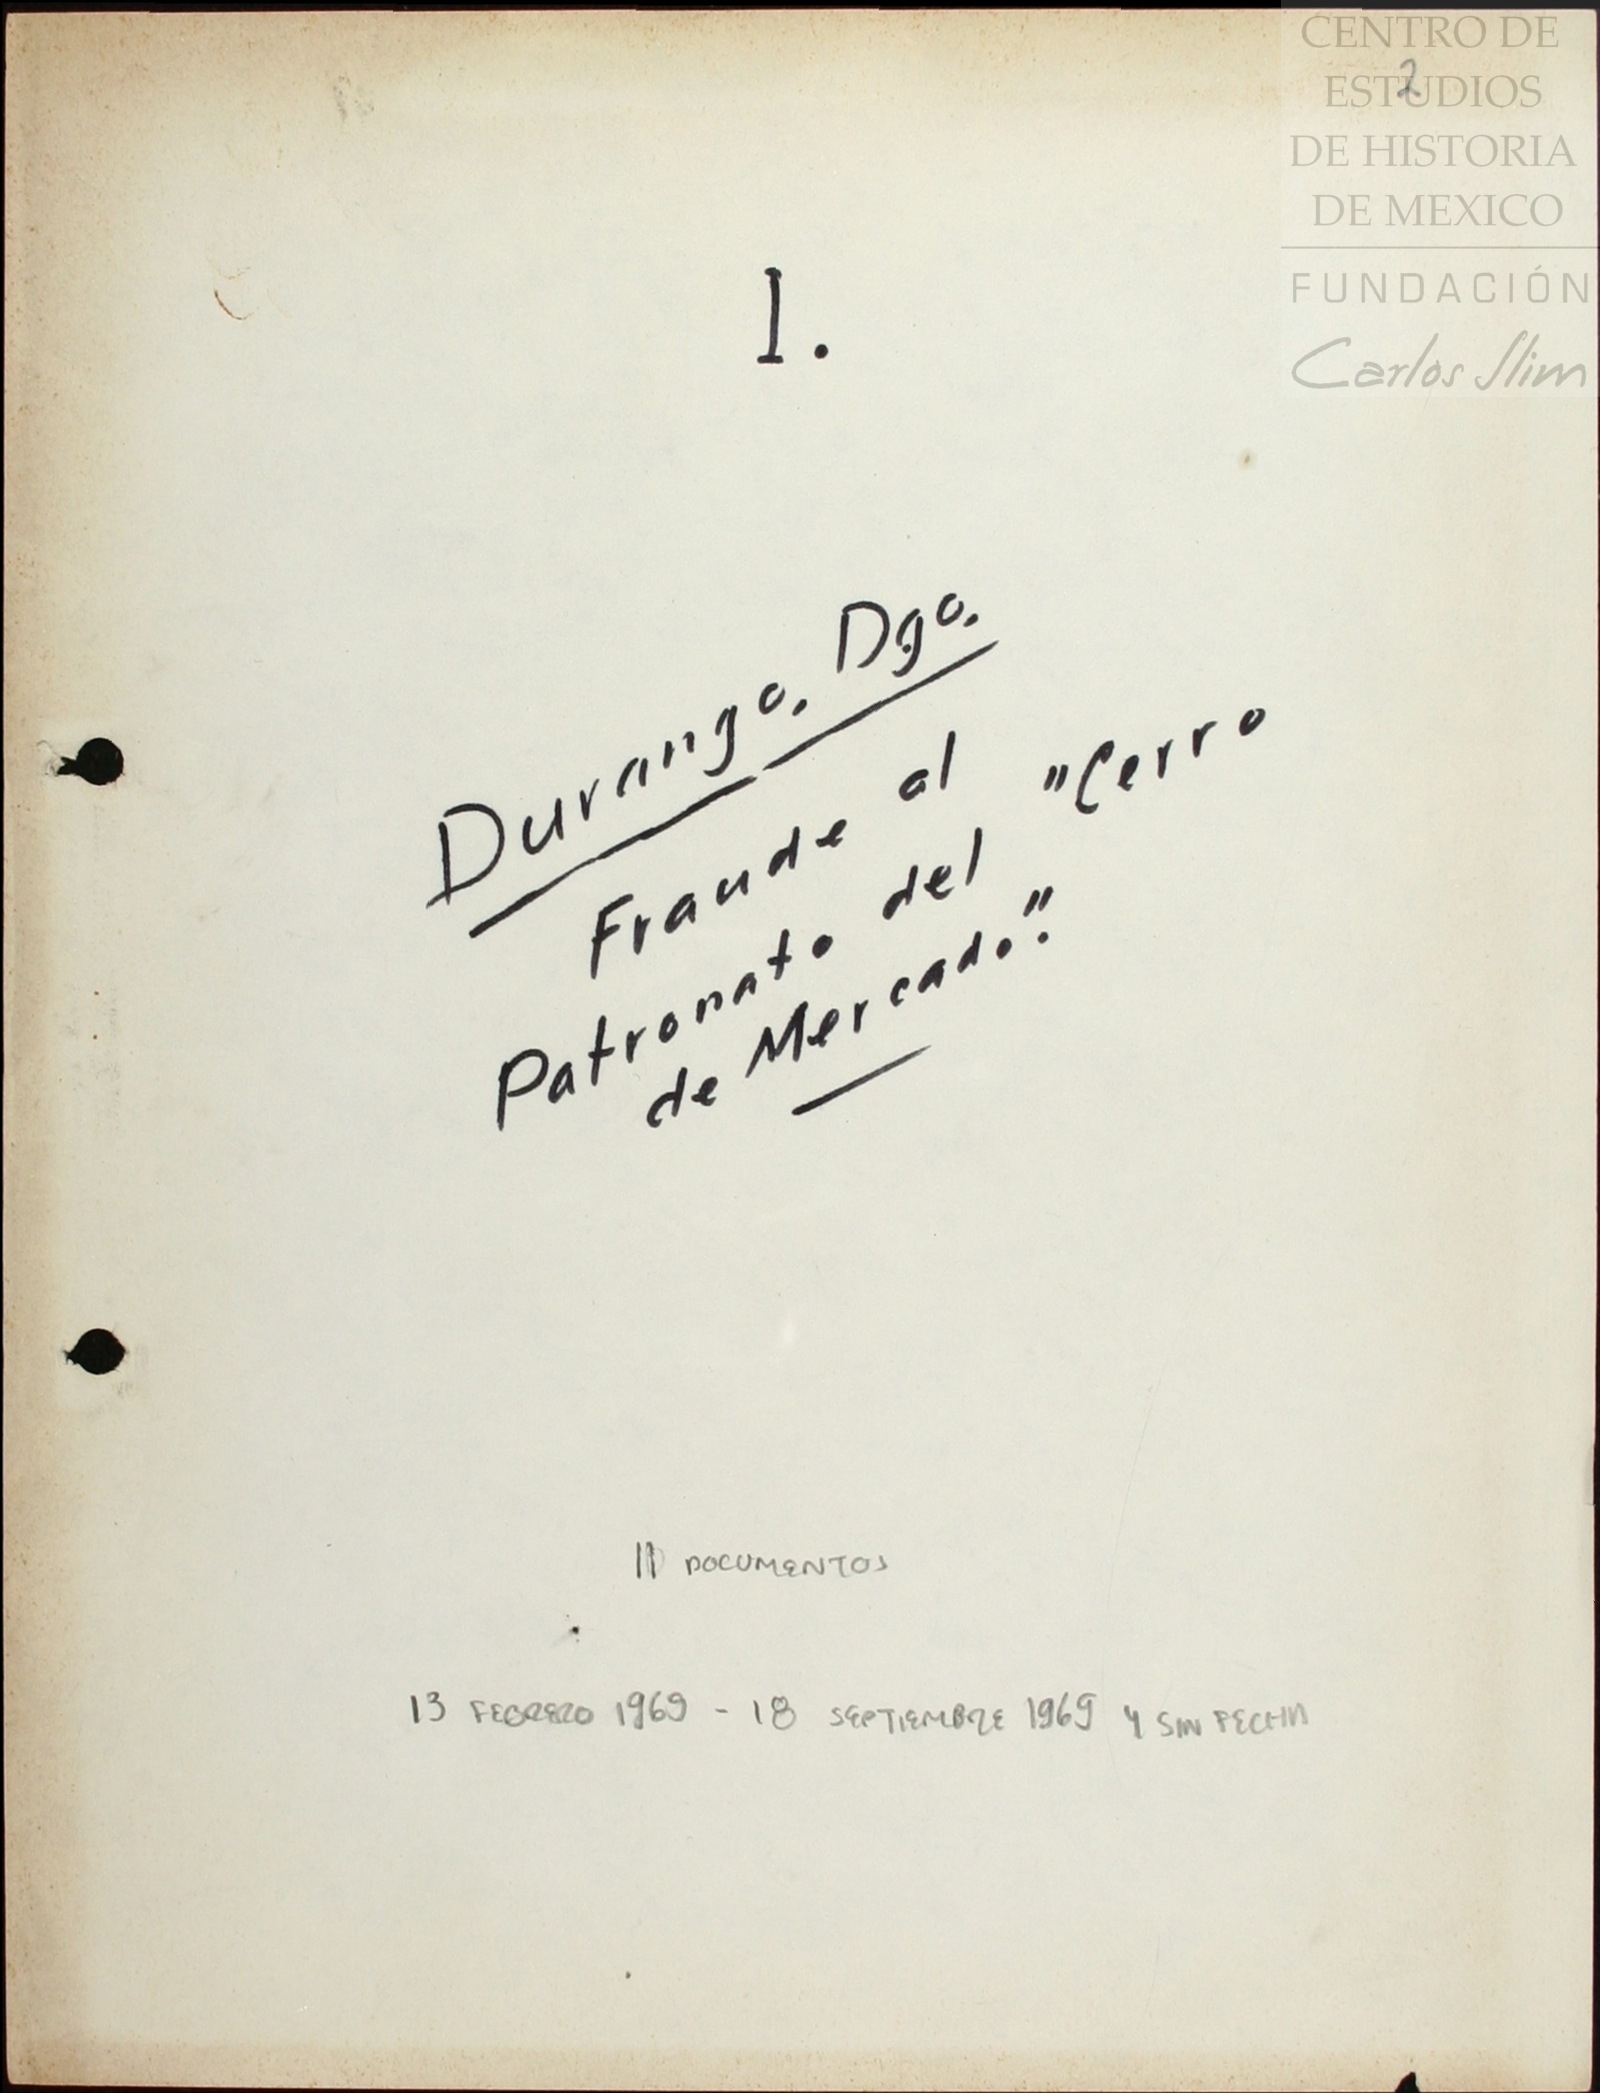 CENTRO DE
ESTUDIOS
DE HISTORIA
DE MEXICO
FUNDACIÓN
Carlos Slim
2
1.
Durango. Dgo.
Fraude al
Patronato del "Cerro
de Mercado".
11 DOCUMENTOS
13 FEBRERO 1969 - 18 SEPTIEMBRE 1969 Y SIN FECHA